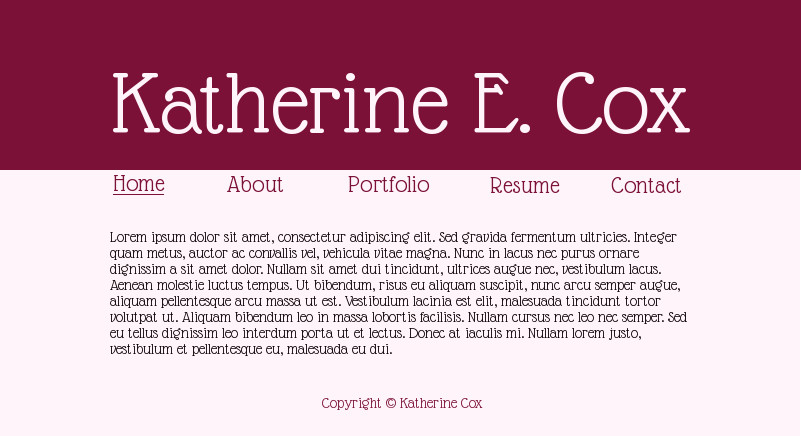 Katherine E. Cox
Home About Portfolio Resume Contact
Lorem ipsum dolor sit amet, consectetur adipiscing elit. Sed gravida fermentum ultricies. Integer
quam metus, auctor ac convallis vel, vehicula vitae magna. Nunc in lacus nec purus ornare
dignissim a sit amet dolor. Nullam sit amet dui tincidunt, ultrices augue nec, vestibulum lacus.
Aenean molestie luctus tempus. Ut bibendum, risus eu aliquam suscipit, nunc arcu semper augue,
aliquam pellentesque arcu massa ut est. Vestibulum lacinia est elit, malesuada tincidunt tortor
volutpat ut. Aliquam bibendum leo in massa lobortis facilisis. Nullam cursus nec leo nec semper. Sed
eu tellus dignissim leo interdum porta ut et lectus. Donec at iaculis mi. Nullam lorem justo,
vestibulum et pellentesque eu, malesuada eu dui.
Copyright © Katherine Cox